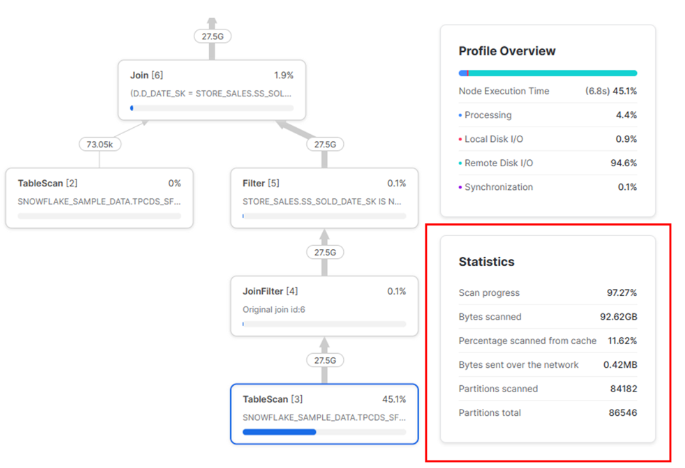 27.5G
Join [6] 1.9%
(D.D_DATE_SK = STORE_SALES.SS_SOL...
73.05k
27.5G
TableScan [2] 0%
SNOWFLAKE_SAMPLE_DATA.TPCDS_SF...
Filter [5] 0.1%
STORE_SALES.SS_SOLD_DATE_SK IS N...
27.5G
JoinFilter [4] 0.1%
Original join id:6
27.5G
TableScan [3] 45.1%
SNOWFLAKE_SAMPLE_DATA.TPCDS_SF...
Profile Overview
Node Execution Time (6.8s) 45.1%
Processing 4.4%
Local Disk I/O 0.9%
Remote Disk I/O 94.6%
Synchronization 0.1%
Statistics
Scan progress 97.27%
Bytes scanned 92.62GB
Percentage scanned from cache 11.62%
Bytes sent over the network 0.42MB
Partitions scanned 84182
Partitions total 86546